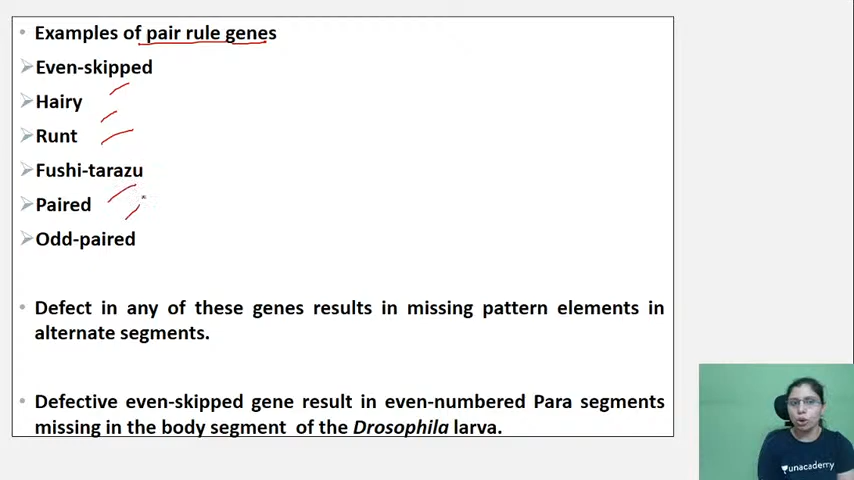 Examples of pair rule genes
Even-skipped
Hairy
Runt
Fushi-tarazu
Paired
Odd-paired
Defect in any of these genes results in missing pattern elements in
alternate segments.
Defective even-skipped gene result in even-numbered Para segments
missing in the body segment of the Drosophila larva.
unacademy